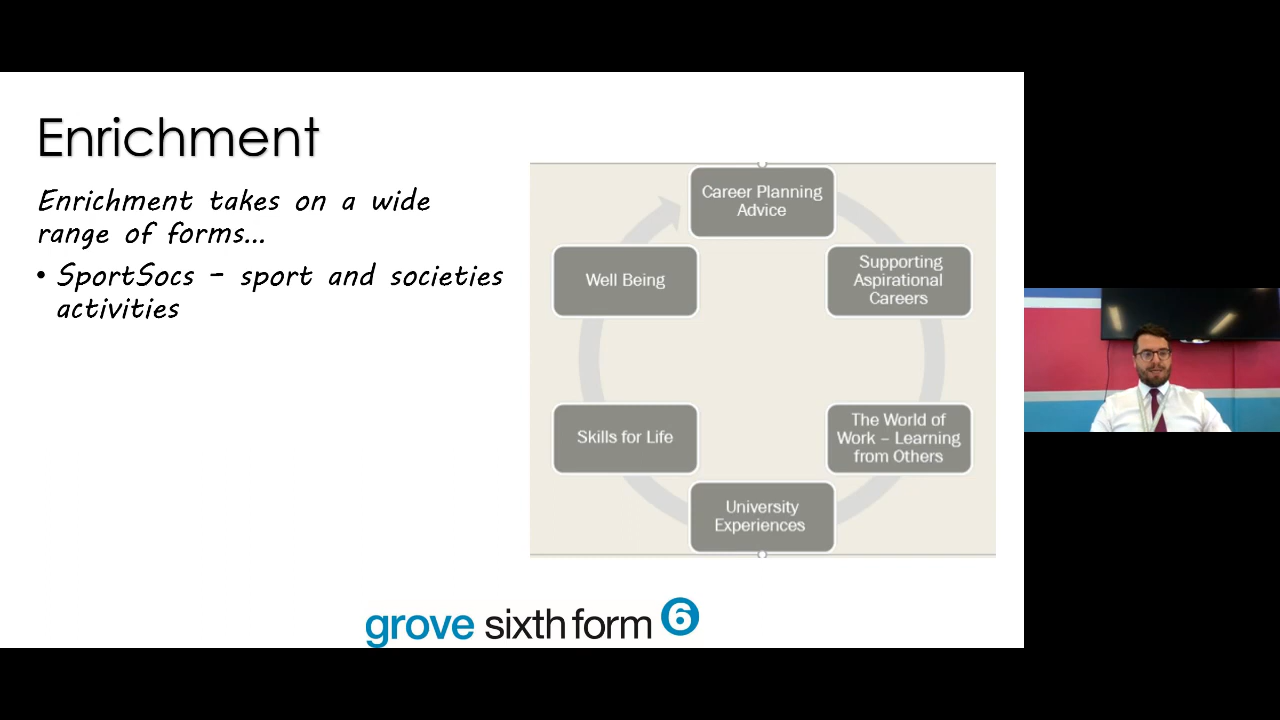 Enrichment
Enrichment takes on a wide
range of forms...
• SportSocs – sport and societies
activities
Career Planning
Advice
Supporting
Aspirational
Careers
The World of
Work – Learning
from Others
University
Experiences
Skills for Life
Well Being
grove sixth form 6